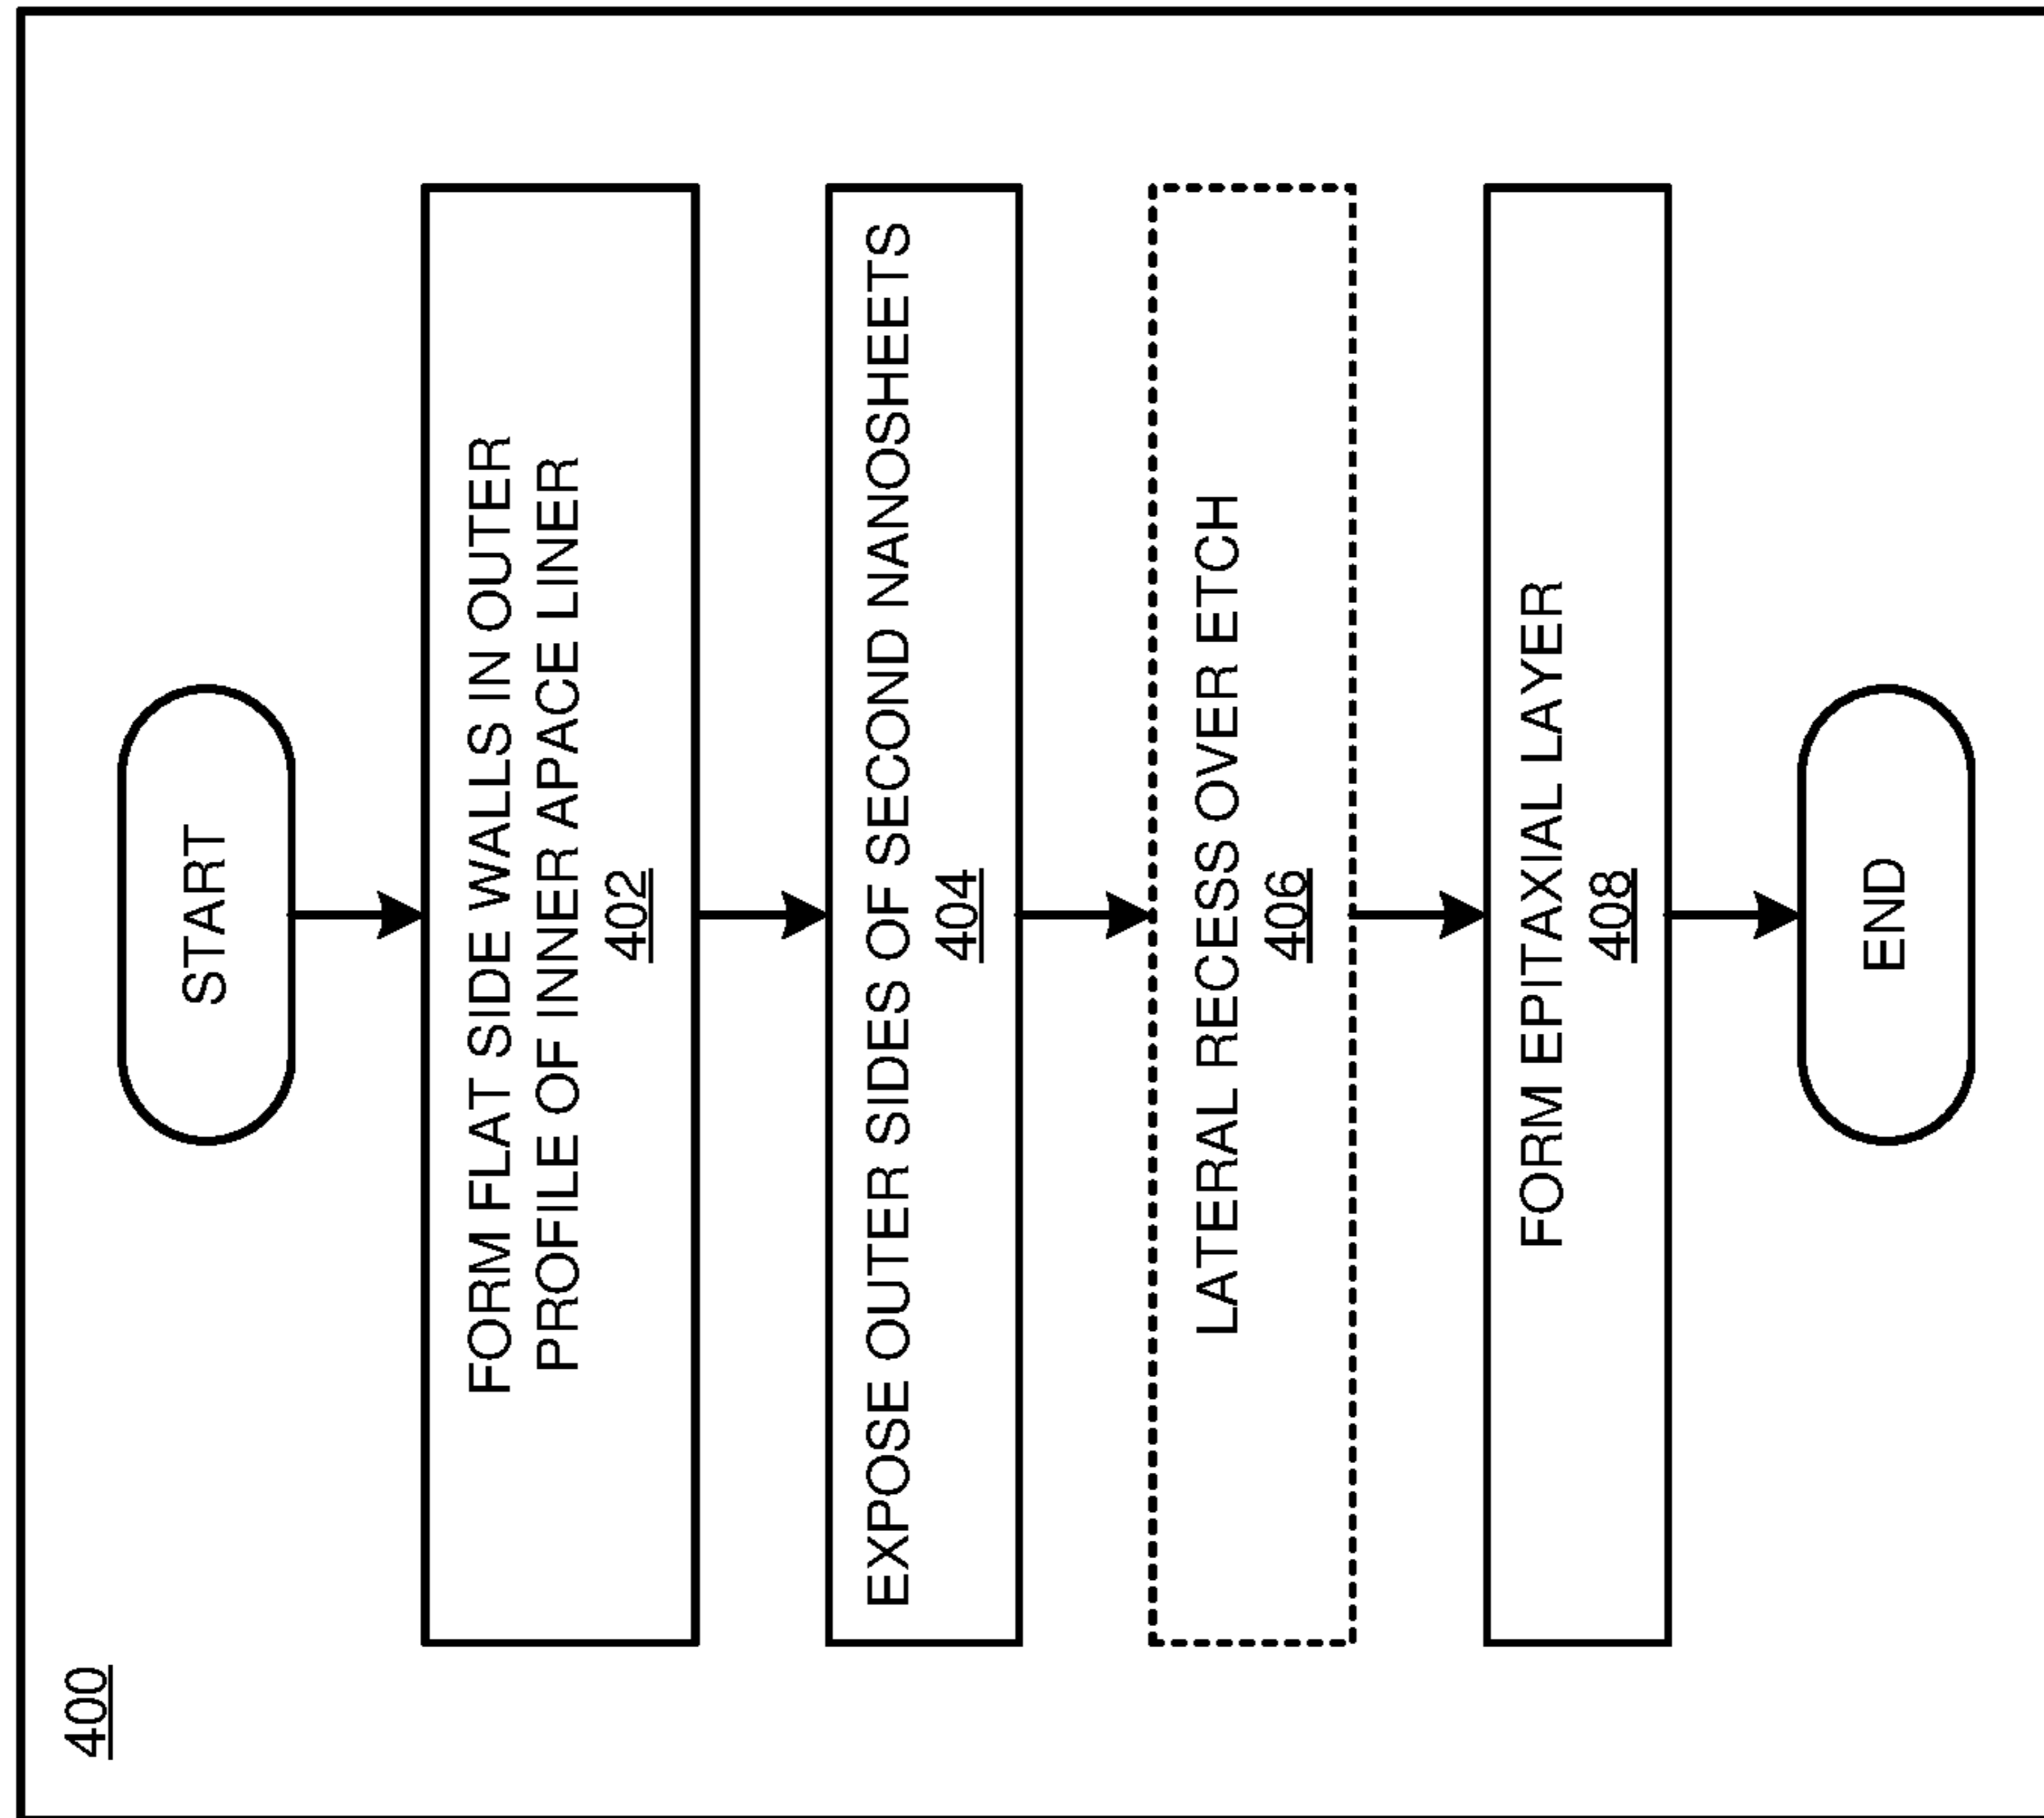 400
START
FORM FLAT SIDE WALLS IN OUTER
PROFILE OF INNER APACE LINER
402
EXPOSE OUTER SIDES OF SECOND NANOSHEETS
404
LATERAL RECESS OVER ETCH
406
FORM EPITAXIAL LAYER
408
END